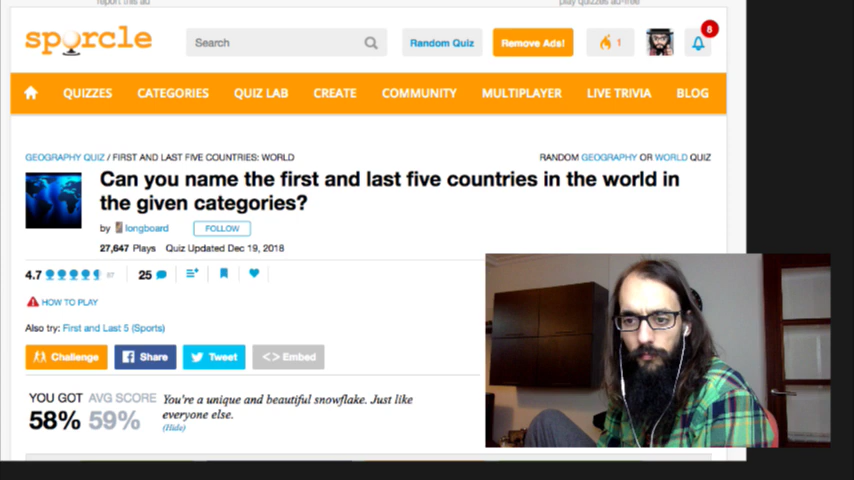 report this ad
play quizzes ad-free
sporcle
Search
Random Quiz
Remove Ads!
1
8
QUIZZES
CATEGORIES
QUIZ LAB
CREATE
COMMUNITY
MULTIPLAYER
LIVE TRIVIA
BLOG
GEOGRAPHY QUIZ / FIRST AND LAST FIVE COUNTRIES: WORLD
RANDOM GEOGRAPHY OR WORLD QUIZ
Can you name the first and last five countries in the world in
the given categories?
by longboard
FOLLOW
27,647 Plays Quiz Updated Dec 19, 2018
4.7
87
25
HOW TO PLAY
Also try: First and Last 5 (Sports)
Challenge
Share
Tweet
<> Embed
YOU GOT
AVG SCORE
58%
59%
You're a unique and beautiful snowflake. Just like
everyone else.
(Hide)